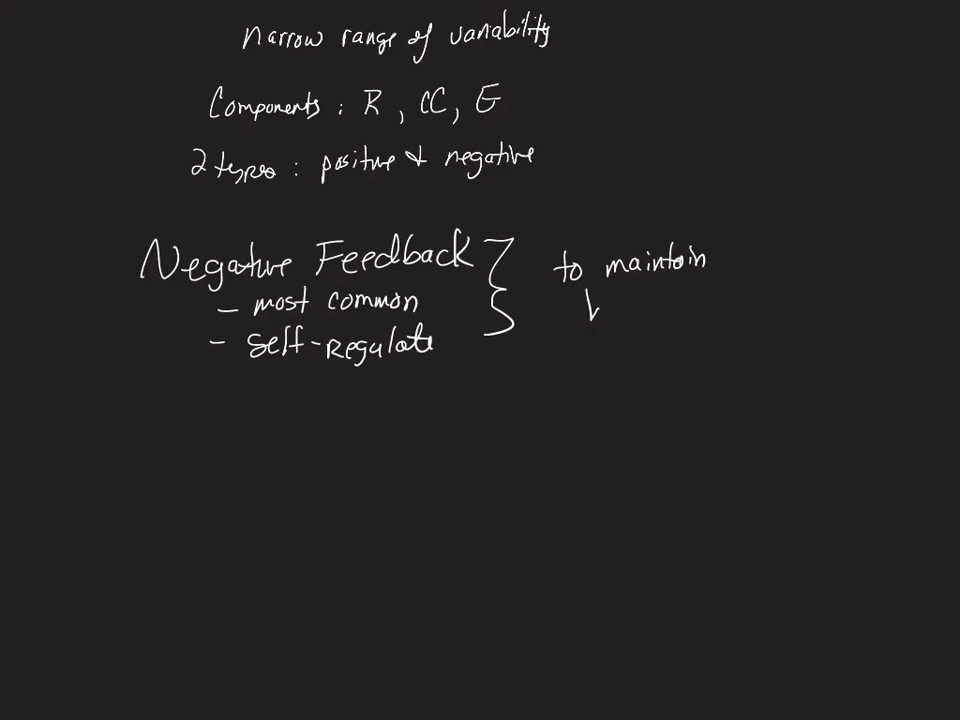 Narrow range of variability
Components : R, CC, E
2 types : positive & negative
Negative Feedback
to maintain
- most common
- self-regulate